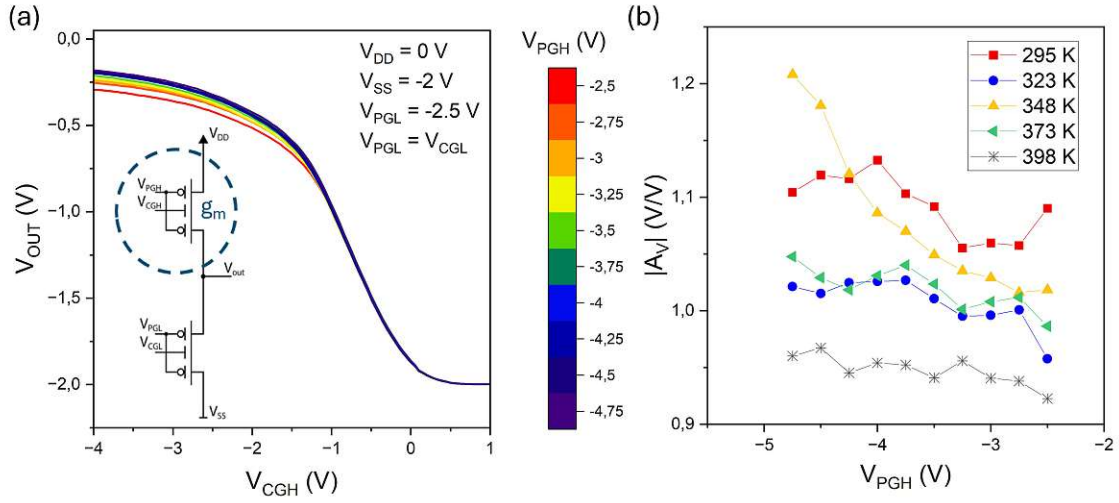 (a)
0,0
-0,5
-1,0
-1,5
-2,0
V_OUT (V)
-4
-3
-2
-1
0
1
V_CGH (V)
V_DD = 0 V
V_SS = -2 V
V_PGL = -2.5 V
V_PGL = V_CGL
V_DD
V_PGH
V_CGH
g_m
V_out
V_PGL
V_CGL
V_SS
V_PGH (V)
-2,5
-2,75
-3
-3,25
-3,5
-3,75
-4
-4,25
-4,5
-4,75
(b)
1,2
1,1
1,0
0,9
|A_V| (V/V)
-5
-4
-3
-2
V_PGH (V)
295 K
323 K
348 K
373 K
398 K